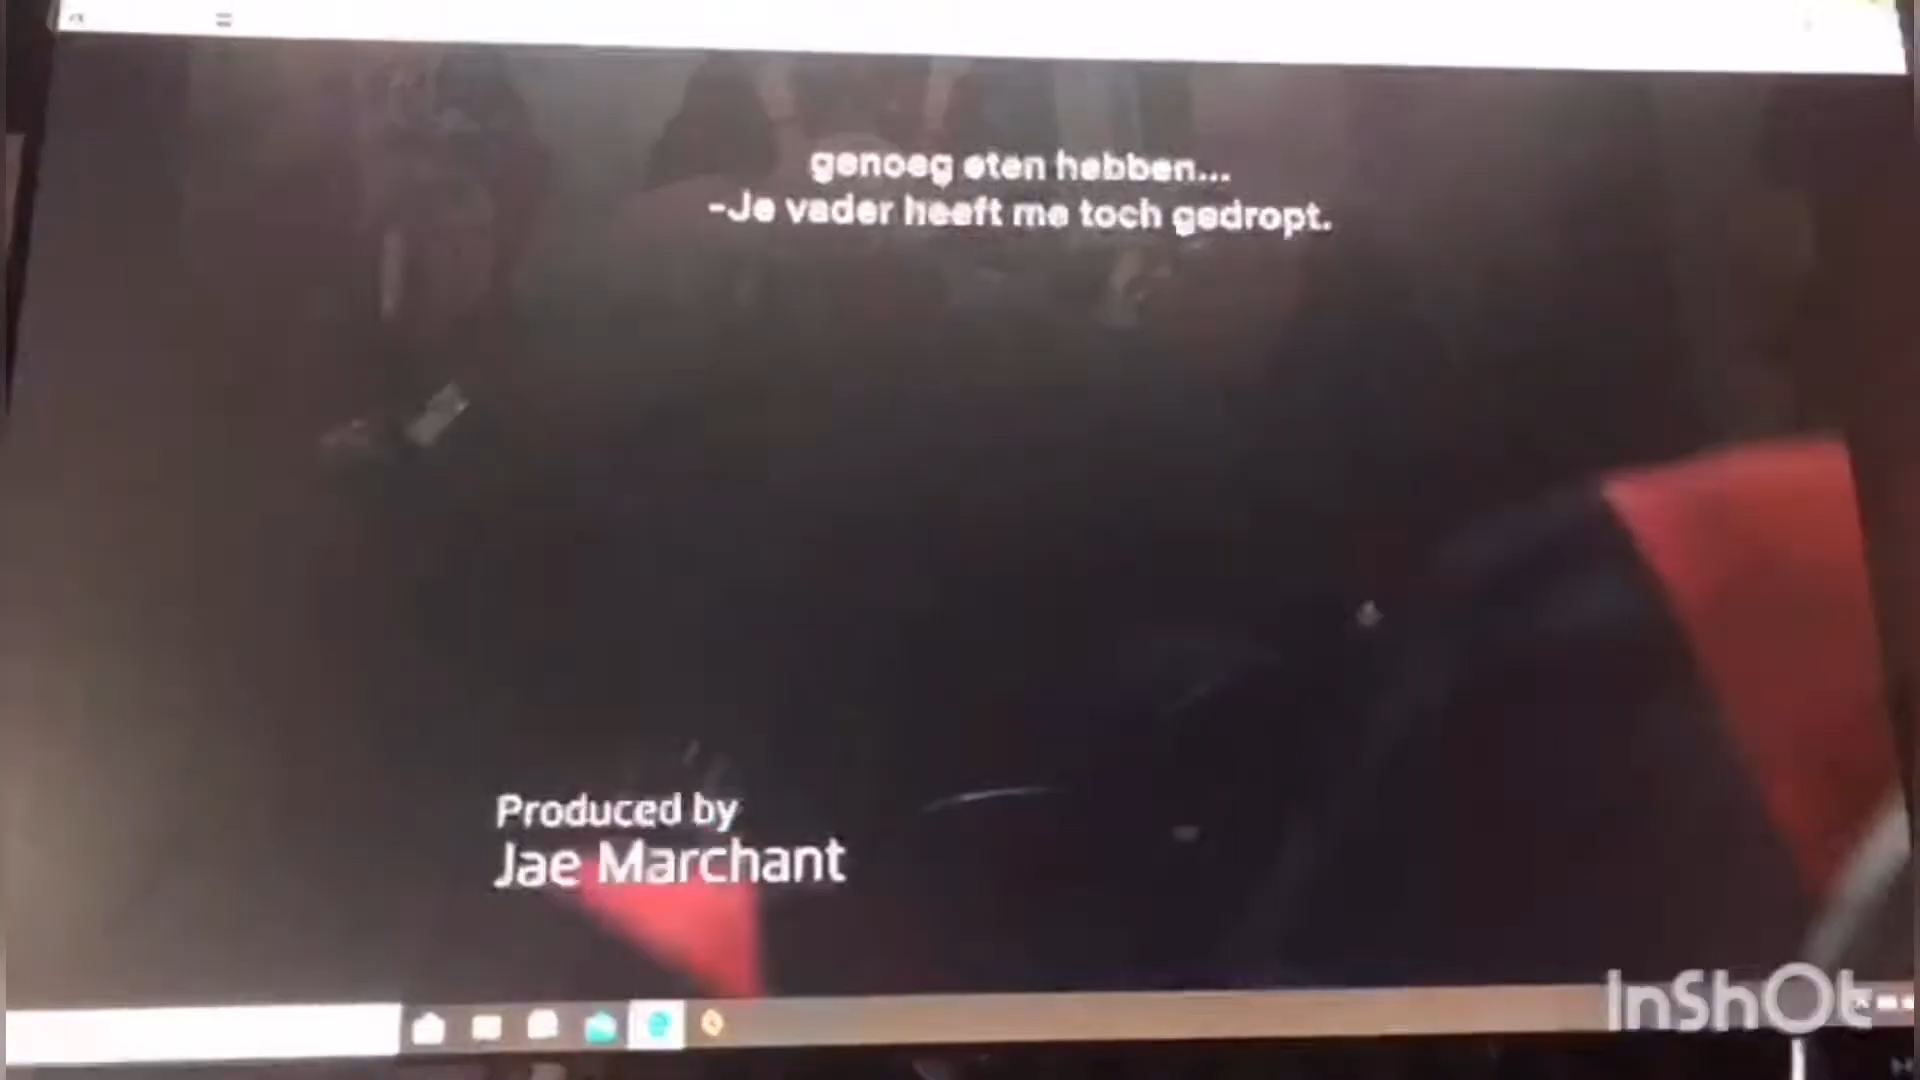 genoeg eten hebben...
-Je vader heeft me toch gedropt.
Produced by
Jae Marchant
InShOt